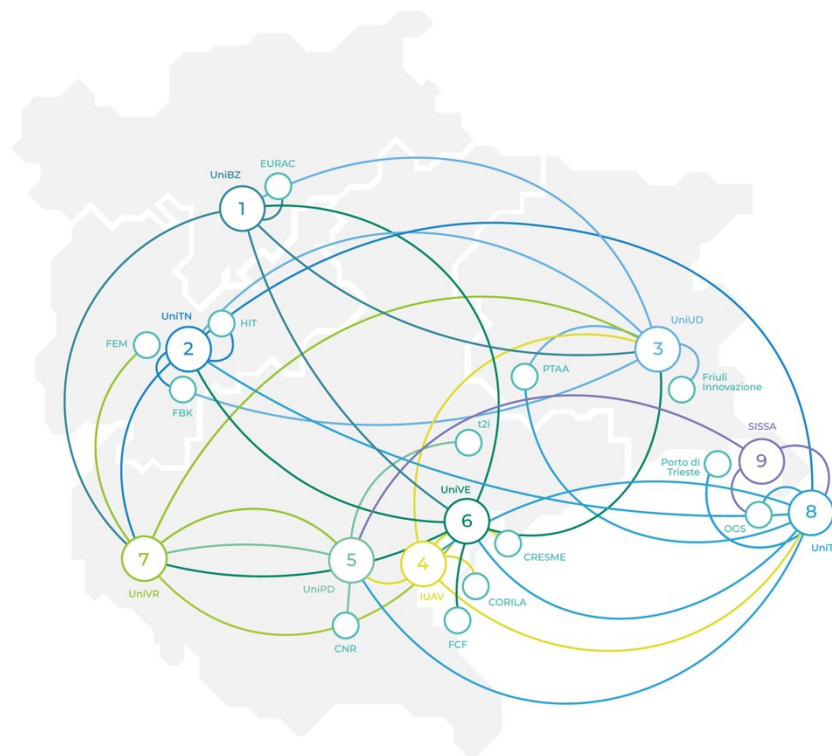 EURAC
UniBZ
1
UniTN
HIT
FEM
2
FBK
UniUD
3
PTAA
Friuli
Innovazione
t2i
SISSA
9
Porto di
Trieste
UniVE
6
OGS
8
UniT
CRESME
7
5
4
UniVR
UniPD
IUAV
CORILA
CNR
FCF